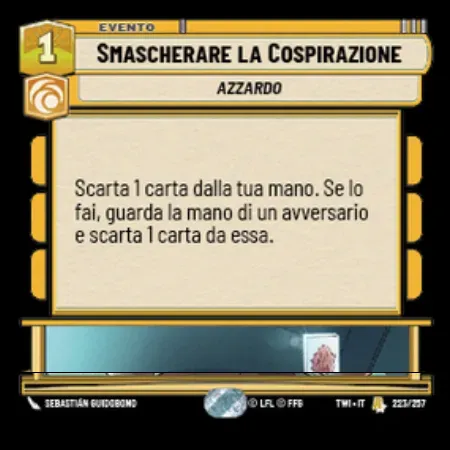 EVENTO
1
SMASCHERARE LA COSPIRAZIONE
AZZARDO
Scarta 1 carta dalla tua mano. Se lo
fai, guarda la mano di un avversario
e scarta 1 carta da essa.
SEBASTIÁN GUIDOBONO
© LFL © FFG
TWI • IT
223/257